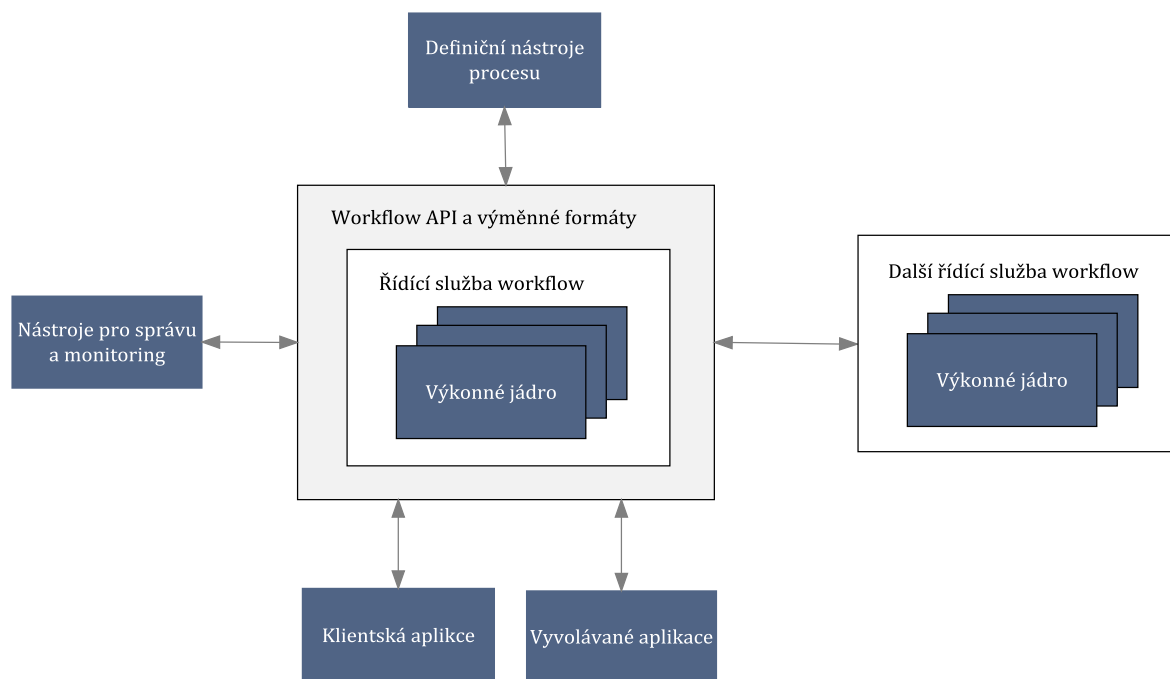 Definiční nástroje
procesu
Workflow API a výměnné formáty
Řídící služba workflow
Výkonné jádro
Další řídící služba workflow
Výkonné jádro
Nástroje pro správu
a monitoring
Klientská aplikce
Vyvolávané aplikace